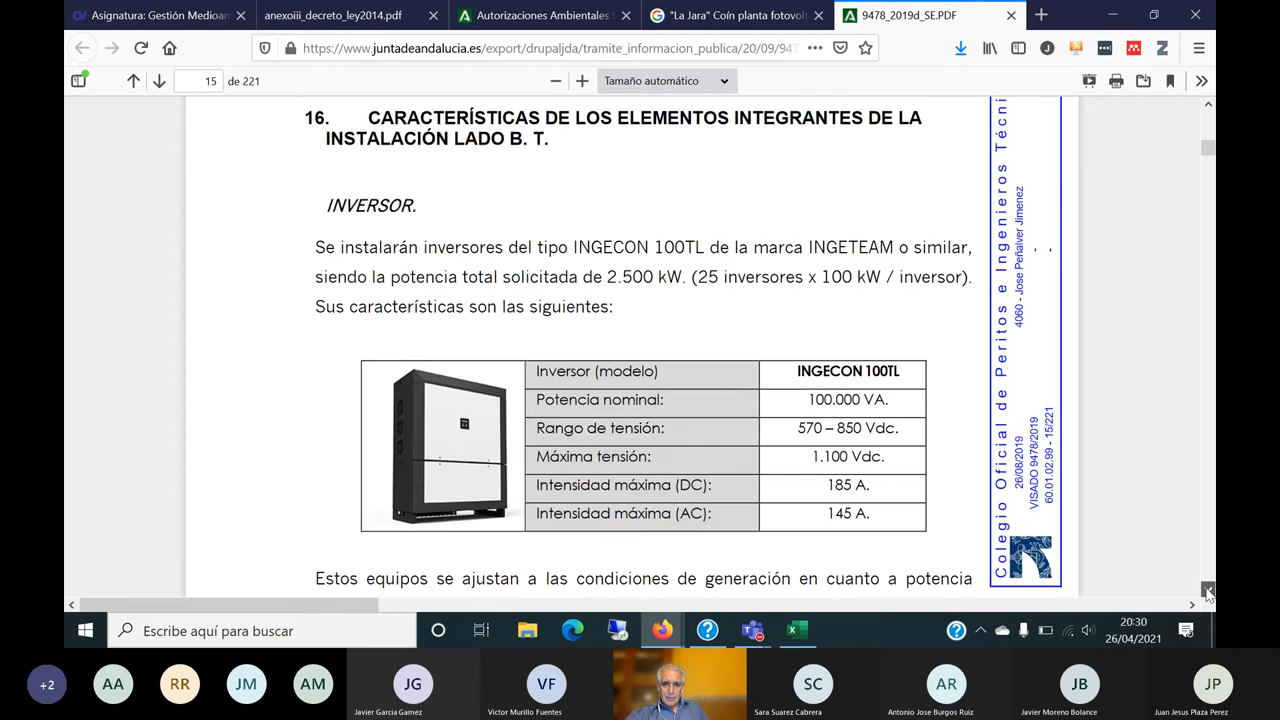 Asignatura: Gestión Medioam
anexoiii_decreto_ley2014.pdf
Autorizaciones Ambientales U
"La Jara" Coín planta fotovolt
9478_2019d_SE.PDF
https://www.juntadeandalucia.es/export/drupaljda/tramite_informacion_publica/20/09/947
15 de 221
Tamaño automático
16. CARACTERÍSTICAS DE LOS ELEMENTOS INTEGRANTES DE LA
INSTALACIÓN LADO B. T.
INVERSOR.
Se instalarán inversores del tipo INGECON 100TL de la marca INGETEAM o similar,
siendo la potencia total solicitada de 2.500 kW. (25 inversores x 100 kW / inversor).
Sus características son las siguientes:
Inversor (modelo) INGECON 100TL
Potencia nominal: 100.000 VA.
Rango de tensión: 570 – 850 Vdc.
Máxima tensión: 1.100 Vdc.
Intensidad máxima (DC): 185 A.
Intensidad máxima (AC): 145 A.
Estos equipos se ajustan a las condiciones de generación en cuanto a potencia
Colegio Oficial de Peritos e Ingenieros Técni
4060 - Jose Peñalver Jimenez
26/08/2019
VISADO 9478/2019
60.01.02.99 - 15/221
Escribe aquí para buscar
20:30
26/04/2021
+2
AA
RR
JM
AM
JG
Javier Garcia Gamez
VF
Victor Murillo Fuentes
SC
Sara Suarez Cabrera
AR
Antonio Jose Burgos Ruiz
JB
Javier Moreno Bolance
JP
Juan Jesus Plaza Perez